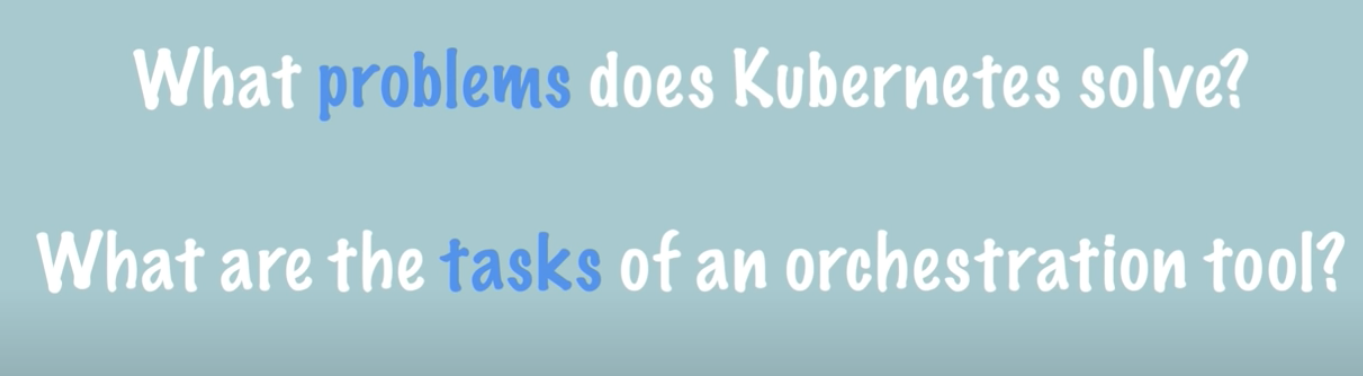 What problems does Kubernetes solve?
What are the tasks of an orchestration tool?